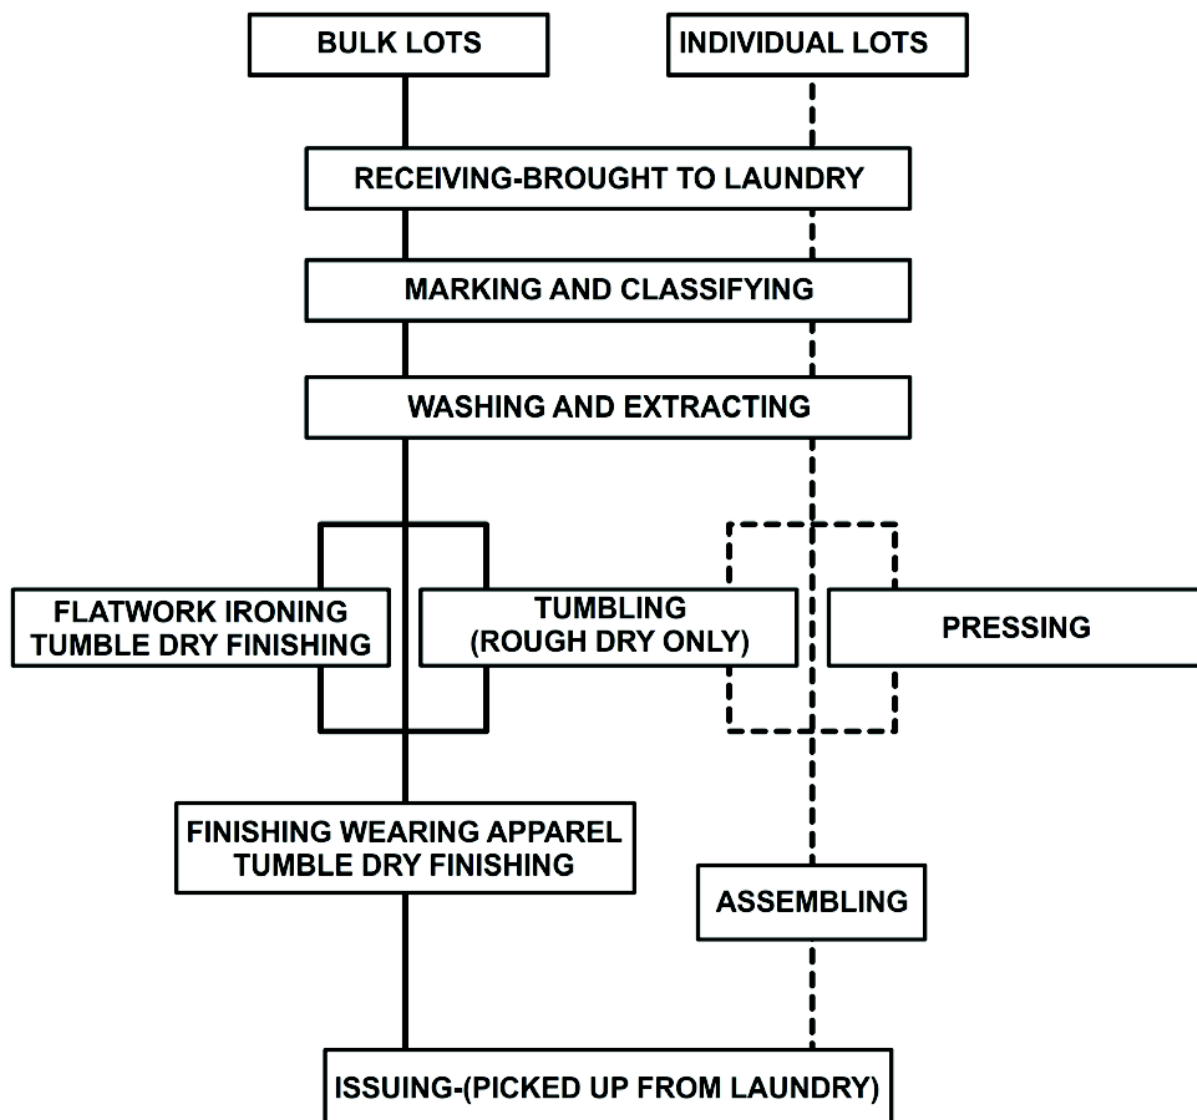 BULK LOTS
INDIVIDUAL LOTS
RECEIVING-BROUGHT TO LAUNDRY
MARKING AND CLASSIFYING
WASHING AND EXTRACTING
FLATWORK IRONING
TUMBLE DRY FINISHING
TUMBLING
(ROUGH DRY ONLY)
PRESSING
FINISHING WEARING APPAREL
TUMBLE DRY FINISHING
ASSEMBLING
ISSUING-(PICKED UP FROM LAUNDRY)